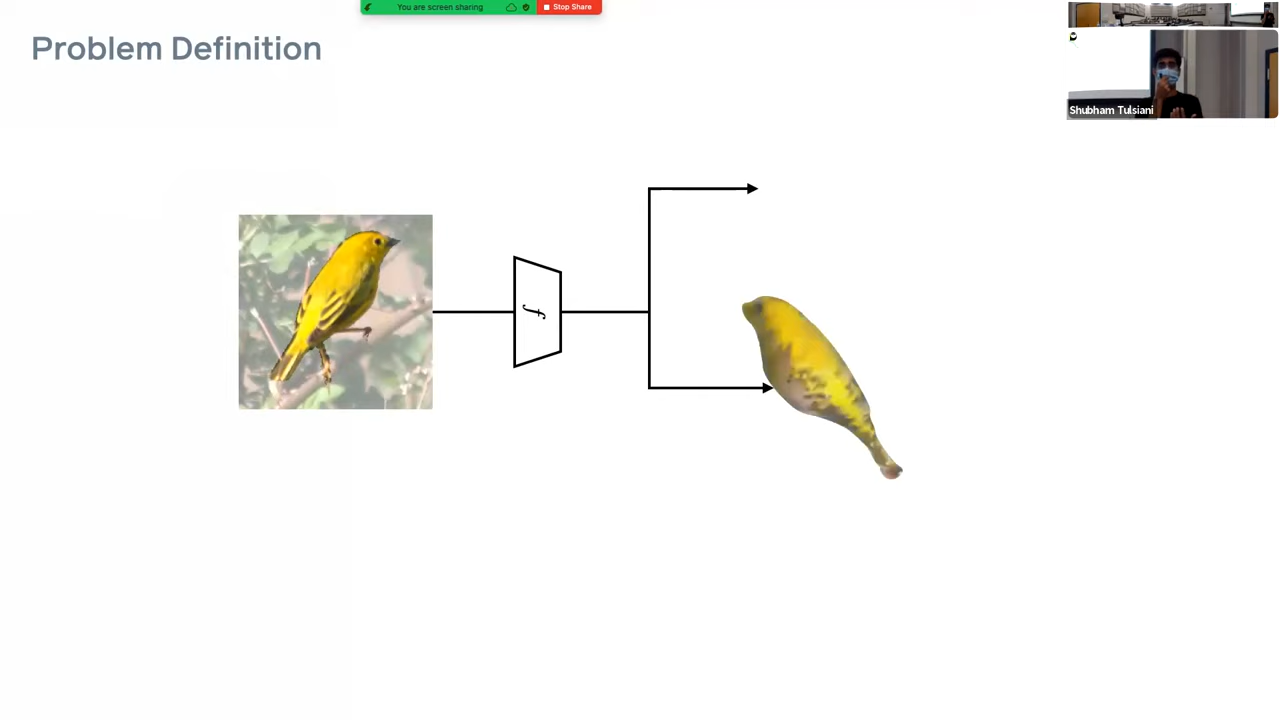 You are screen sharing
Stop Share
Problem Definition
Shubham Tulsiani
f